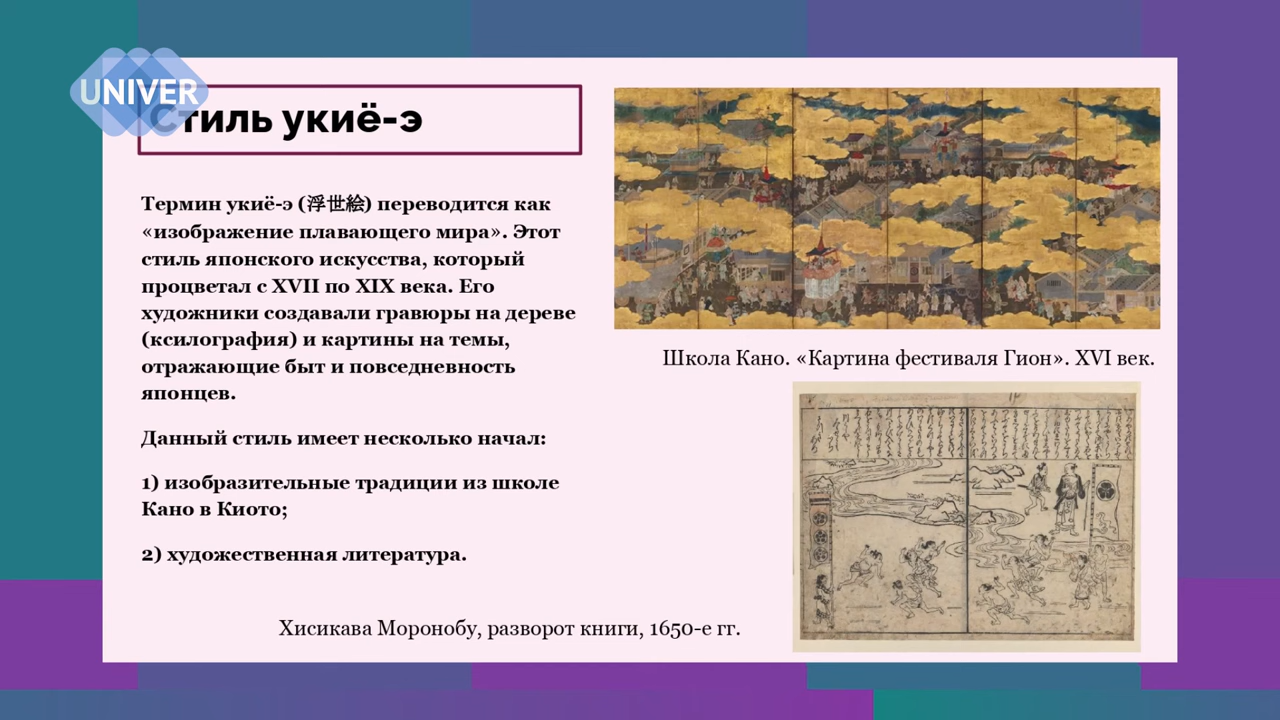 UNIVER
Стиль укиё-э
Термин укиё-э (浮世絵) переводится как
«изображение плавающего мира». Этот
стиль японского искусства, который
процветал с XVII по XIX века. Его
художники создавали гравюры на дереве
(ксилография) и картины на темы,
отражающие быт и повседневность
японцев.
Данный стиль имеет несколько начал:
1) изобразительные традиции из школе
Кано в Киото;
2) художественная литература.
Школа Кано. «Картина фестиваля Гион». XVI век.
Хисикава Моронобу, разворот книги, 1650-е гг.